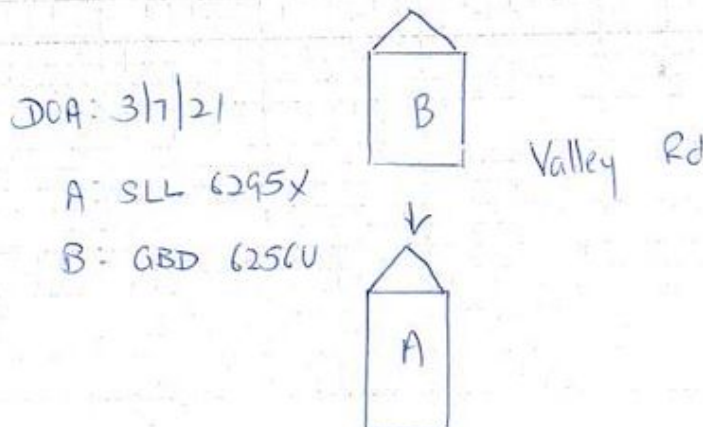 B
DOA: 3/7/21
Valley Rd
A: SLL 6295X
B: GBD 6256U
A